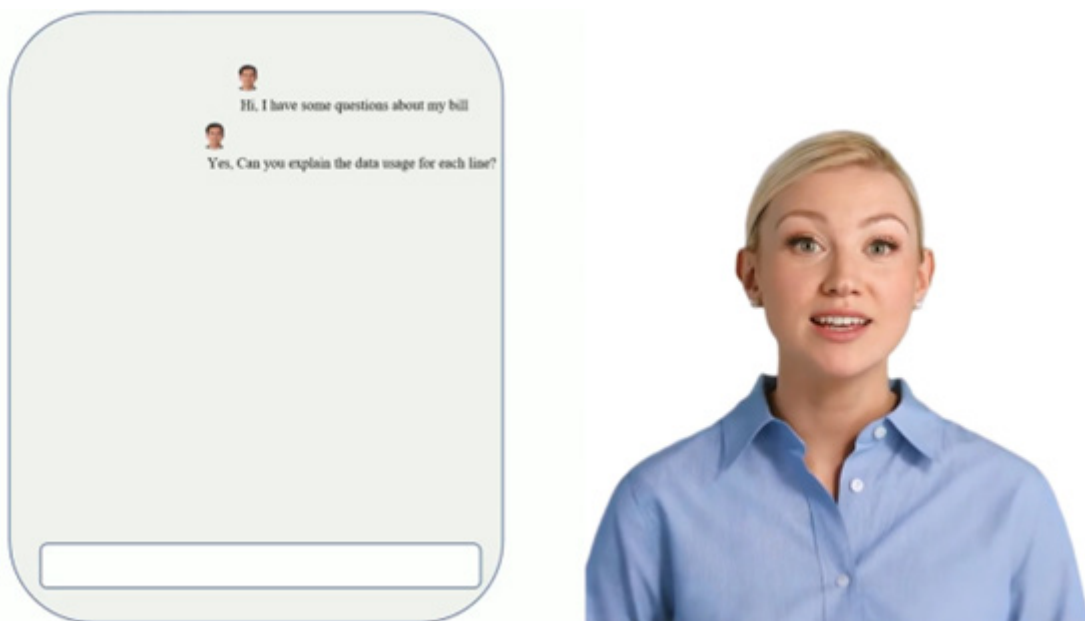 Hi, I have some questions about my bill
Yes, Can you explain the data usage for each line?